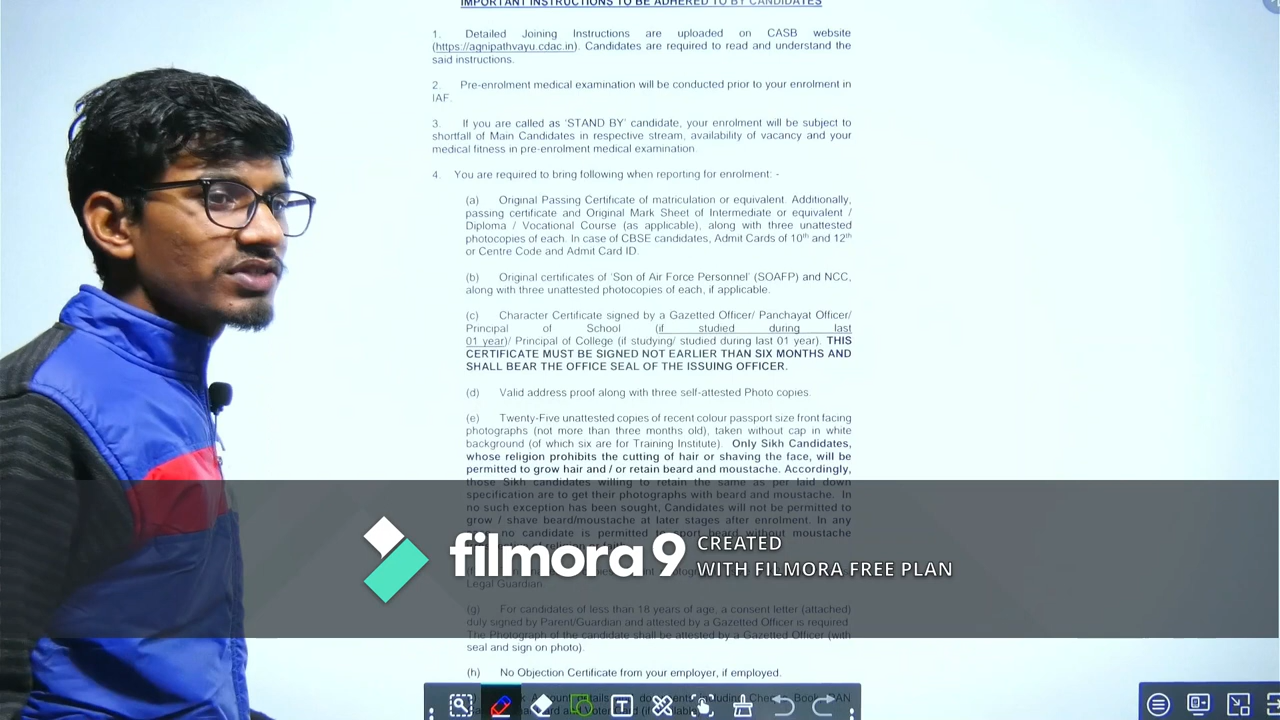 IMPORTANT INSTRUCTIONS TO BE ADHERED TO BY CANDIDATES
1. Detailed Joining Instructions are uploaded on CASB website
(https://agnipathvayu.cdac.in). Candidates are required to read and understand the
said instructions.
2. Pre-enrolment medical examination will be conducted prior to your enrolment in
IAF.
3. If you are called as 'STAND BY' candidate, your enrolment will be subject to
shortfall of Main Candidates in respective stream, availability of vacancy and your
medical fitness in pre-enrolment medical examination.
4. You are required to bring following when reporting for enrolment: -
(a) Original Passing Certificate of matriculation or equivalent. Additionally,
passing certificate and Original Mark Sheet of Intermediate or equivalent /
Diploma / Vocational Course (as applicable), along with three unattested
photocopies of each. In case of CBSE candidates, Admit Cards of 10th and 12th
or Centre Code and Admit Card ID.
(b) Original certificates of 'Son of Air Force Personnel' (SOAFP) and NCC,
along with three unattested photocopies of each, if applicable.
(c) Character Certificate signed by a Gazetted Officer/ Panchayat Officer/
Principal of School (if studied during last
01 year)/ Principal of College (if studying/ studied during last 01 year). THIS
CERTIFICATE MUST BE SIGNED NOT EARLIER THAN SIX MONTHS AND
SHALL BEAR THE OFFICE SEAL OF THE ISSUING OFFICER.
(d) Valid address proof along with three self-attested Photo copies.
(e) Twenty-Five unattested copies of recent colour passport size front facing
photographs (not more than three months old), taken without cap in white
background (of which six are for Training Institute). Only Sikh Candidates,
whose religion prohibits the cutting of hair or shaving the face, will be
permitted to grow hair and / or retain beard and moustache. Accordingly,
those Sikh candidates willing to retain the same as per laid down
specification are to get their photographs with beard and moustache. In
no such exception has been sought, Candidates will not be permitted to
grow / shave beard/moustache at later stages after enrolment. In any
no candidate is permitted to sport beard without moustache
filmora9 CREATED
WITH FILMORA FREE PLAN
Legal Guardian.
(g) For candidates of less than 18 years of age, a consent letter (attached)
duly signed by Parent/Guardian and attested by a Gazetted Officer is required.
The Photograph of the candidate shall be attested by a Gazetted Officer (with
seal and sign on photo).
(h) No Objection Certificate from your employer, if employed.